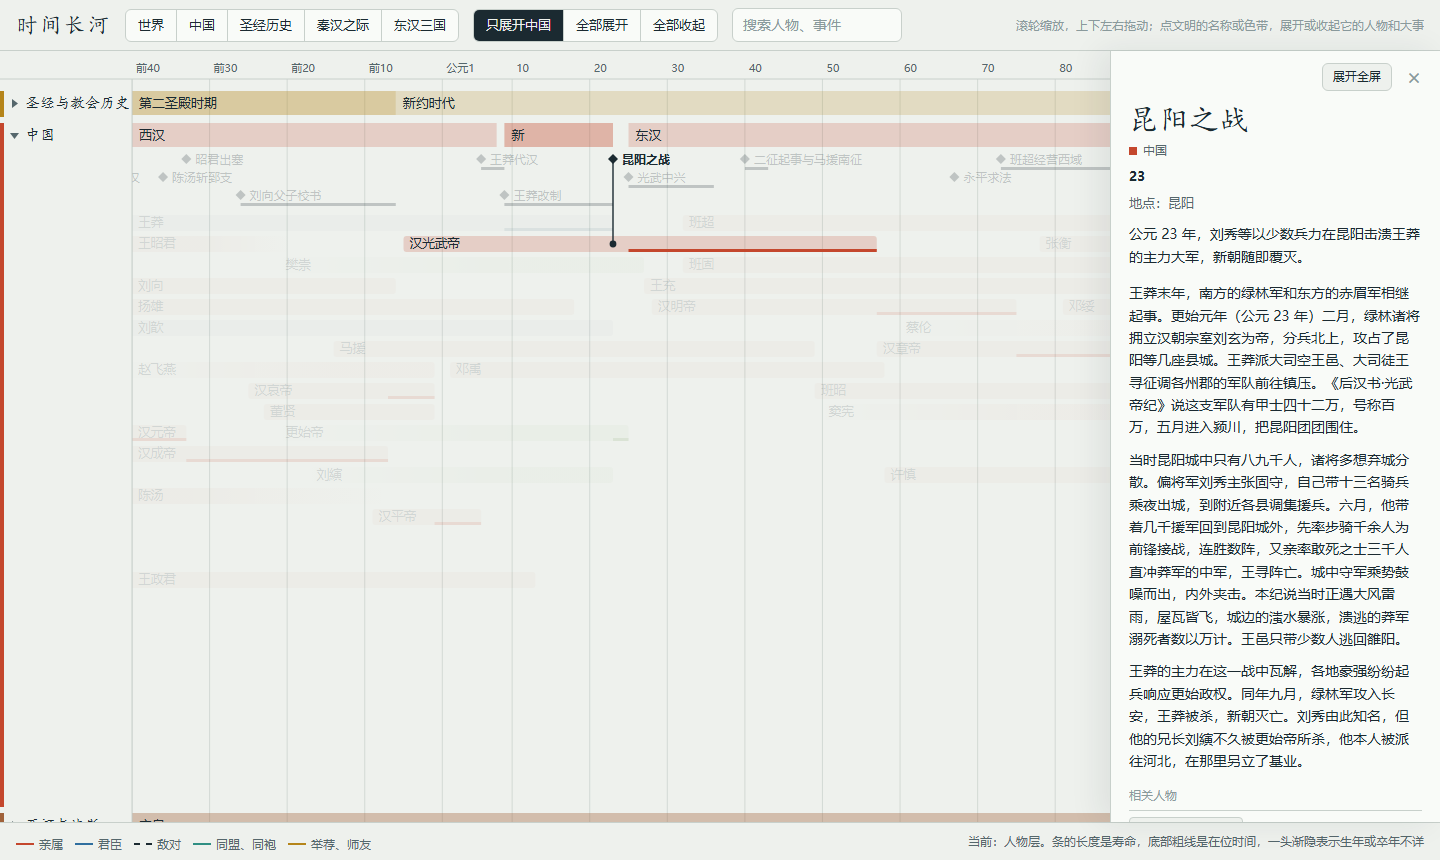 时间长河
世界 中国 圣经历史 秦汉之际 东汉三国 只展开中国 全部展开 全部收起 搜索人物、事件 滚轮缩放，上下左右拖动；点文明的名称或色带，展开或收起它的人物和大事
前40 前30 前20 前10 公元1 10 20 30 40 50 60 70 80
圣经与教会历史 第二圣殿时期 新约时代
中国 西汉 新 东汉
昭君出塞 王莽代汉 昆阳之战 二征起事与马援南征 班超经营西域
陈汤斩郅支 光武中兴 永平求法
刘向父子校书 王莽改制
王莽 班超
王昭君 汉光武帝 张衡
樊崇 班固
刘向 王充
扬雄 汉明帝 邓绥
刘歆 蔡伦
马援 汉章帝
赵飞燕 邓禹
汉哀帝 班昭
董贤 窦宪
汉元帝 更始帝
汉成帝
刘縯 许慎
陈汤
汉平帝
王政君
展开全屏 ×
昆阳之战
中国
23
地点：昆阳
公元 23 年，刘秀等以少数兵力在昆阳击溃王莽
的主力大军，新朝随即覆灭。
王莽末年，南方的绿林军和东方的赤眉军相继
起事。更始元年（公元 23 年）二月，绿林诸将
拥立汉朝宗室刘玄为帝，分兵北上，攻占了昆
阳等几座县城。王莽派大司空王邑、大司徒王
寻征调各州郡的军队前往镇压。《后汉书·光武
帝纪》说这支军队有甲士四十二万，号称百
万，五月进入颍川，把昆阳团团围住。
当时昆阳城中只有八九千人，诸将多想弃城分
散。偏将军刘秀主张固守，自己带十三名骑兵
乘夜出城，到附近各县调集援兵。六月，他带
着几千援军回到昆阳城外，先率步骑千余人为
前锋接战，连胜数阵，又亲率敢死之士三千人
直冲莽军的中军，王寻阵亡。城中守军乘势鼓
噪而出，内外夹击。本纪说当时正遇大风雷
雨，屋瓦皆飞，城边的滍水暴涨，溃逃的莽军
溺死者数以万计。王邑只带少数人逃回雒阳。
王莽的主力在这一战中瓦解，各地豪强纷纷起
兵响应更始政权。同年九月，绿林军攻入长
安，王莽被杀，新朝灭亡。刘秀由此知名，但
他的兄长刘縯不久被更始帝所杀，他本人被派
往河北，在那里另立了基业。
相关人物
亲属 君臣 敌对 同盟、同袍 举荐、师友
当前：人物层。条的长度是寿命，底部粗线是在位时间，一头渐隐表示生年或卒年不详